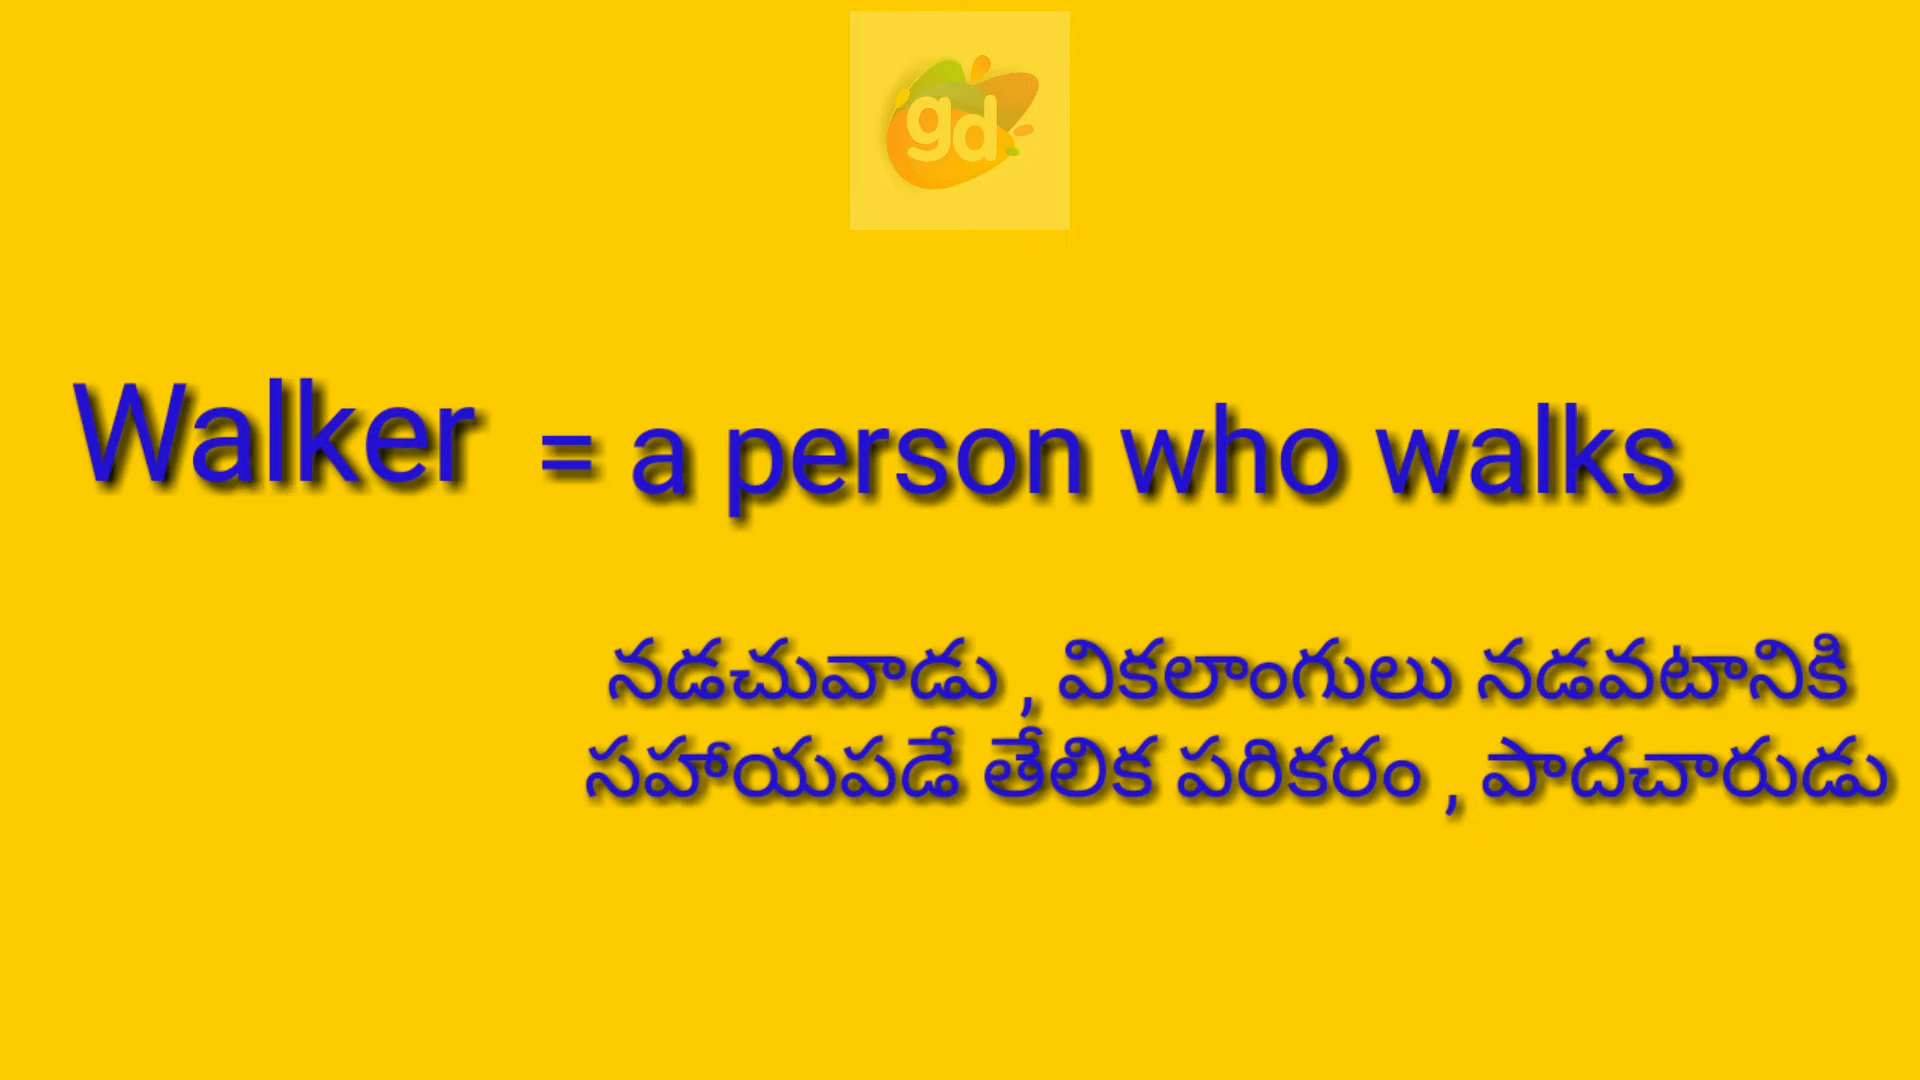 gd
Walker = a person who walks
నడచువాడు , వికలాంగులు నడవటానికి
సహాయపడే తేలిక పరికరం , పాదచారుడు